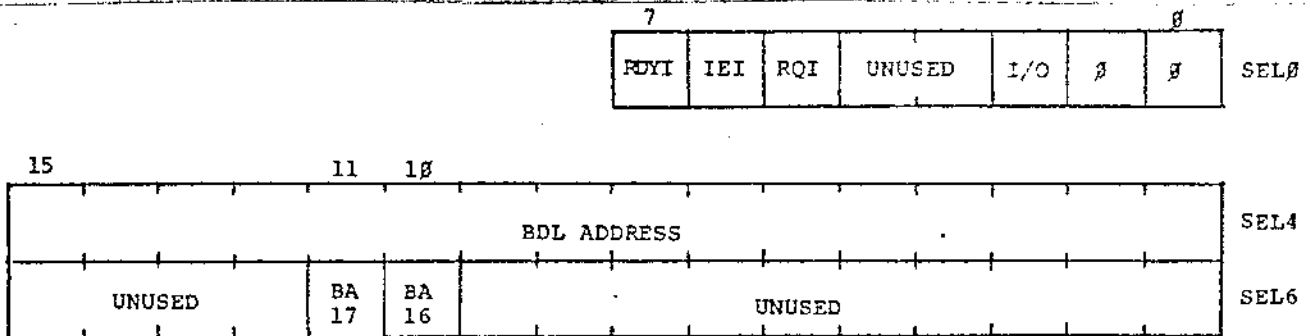 7 Ø
RDYI IEI RQI UNUSED I/O Ø Ø SELØ
15 11 1Ø
BDL ADDRESS SEL4
UNUSED BA 17 BA 16 UNUSED SEL6